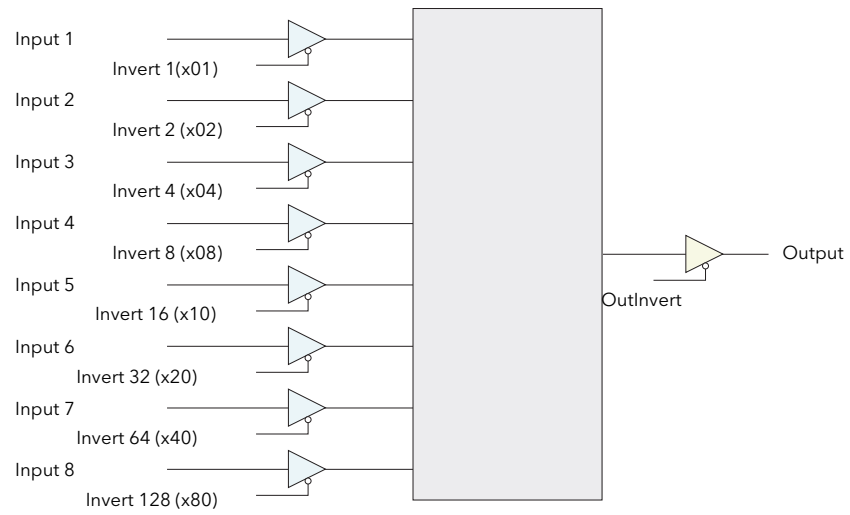 Input 1
Invert 1(x01)
Input 2
Invert 2 (x02)
Input 3
Invert 4 (x04)
Input 4
Invert 8 (x08)
Input 5
Invert 16 (x10)
Input 6
Invert 32 (x20)
Input 7
Invert 64 (x40)
Input 8
Invert 128 (x80)
Output
OutInvert